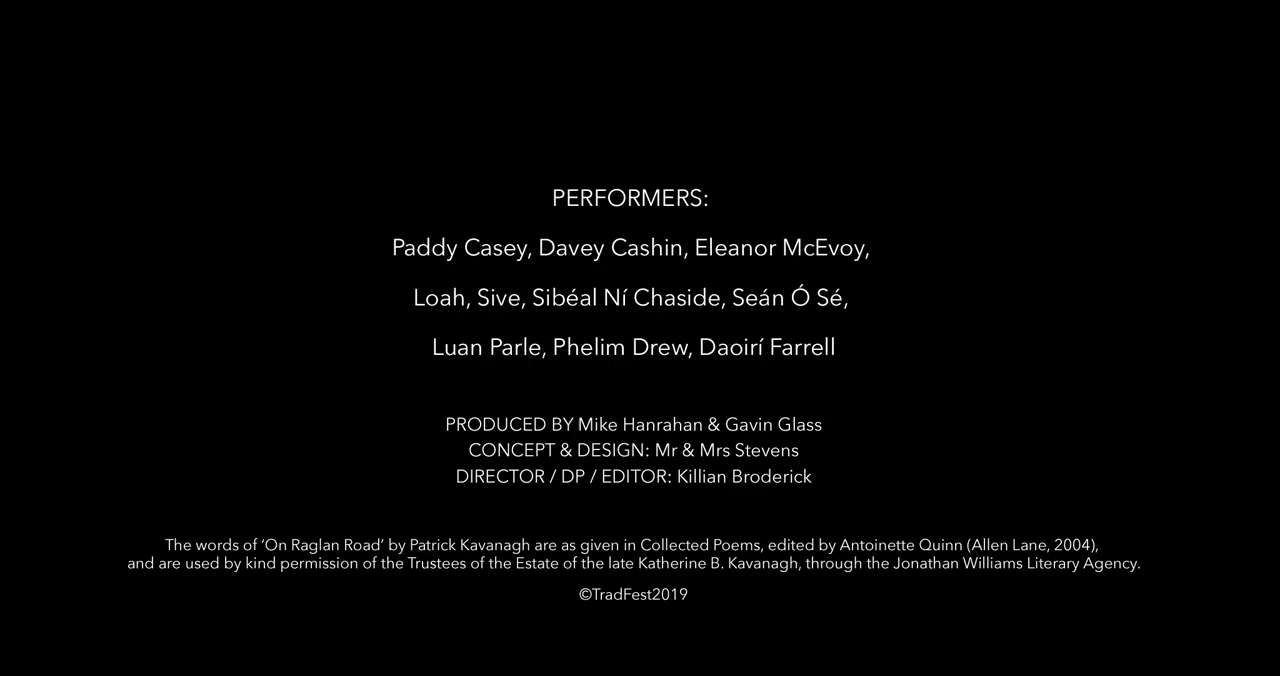 PERFORMERS:
Paddy Casey, Davey Cashin, Eleanor McEvoy,
Loah, Sive, Sibéal Ní Chaside, Seán Ó Sé,
Luan Parle, Phelim Drew, Daoirí Farrell
PRODUCED BY Mike Hanrahan & Gavin Glass
CONCEPT & DESIGN: Mr & Mrs Stevens
DIRECTOR / DP / EDITOR: Killian Broderick
The words of ‘On Raglan Road’ by Patrick Kavanagh are as given in Collected Poems, edited by Antoinette Quinn (Allen Lane, 2004),
and are used by kind permission of the Trustees of the Estate of the late Katherine B. Kavanagh, through the Jonathan Williams Literary Agency.
©TradFest2019